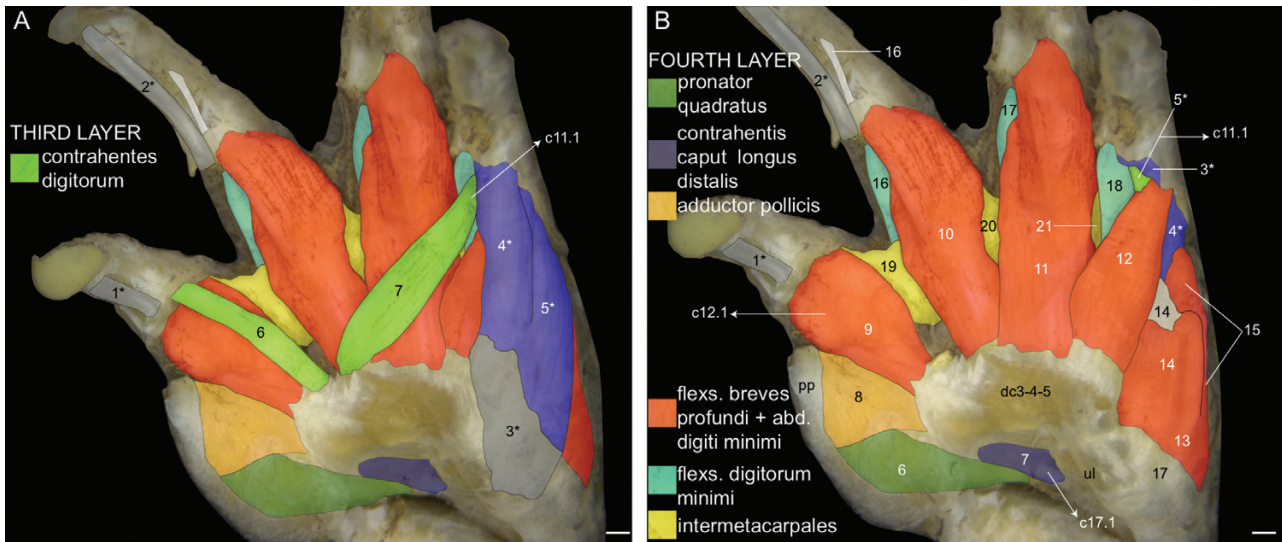 A
THIRD LAYER
contrahentes
digitorum
c11.1
2*
1*
6
7
4*
5*
3*
B
FOURTH LAYER
pronator
quadratus
contrahentis
caput longus
distalis
adductor pollicis
flexs. breves
profundi + abd.
digiti minimi
flexs. digitorum
minimi
intermetacarpales
16
2*
17
5*
c11.1
3*
18
16
4*
20
21
10
11
12
1*
19
14
15
c12.1
9
14
pp
8
dc3-4-5
13
6
7
ul
17
c17.1